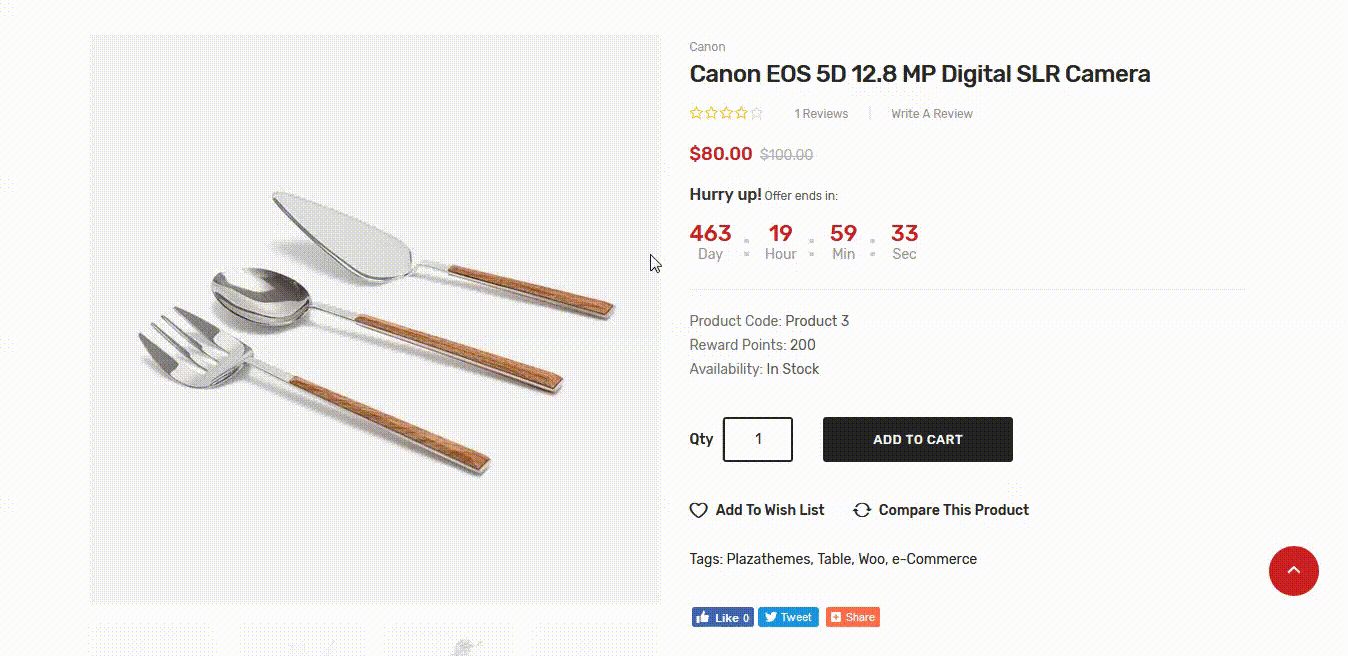 Canon
Canon EOS 5D 12.8 MP Digital SLR Camera
1 Reviews | Write A Review
$80.00 $100.00
Hurry up! Offer ends in:
463 : 19 : 59 : 33
Day Hour Min Sec
Product Code: Product 3
Reward Points: 200
Availability: In Stock
Qty 1 ADD TO CART
Add To Wish List Compare This Product
Tags: Plazathemes, Table, Woo, e-Commerce
Like 0 Tweet Share